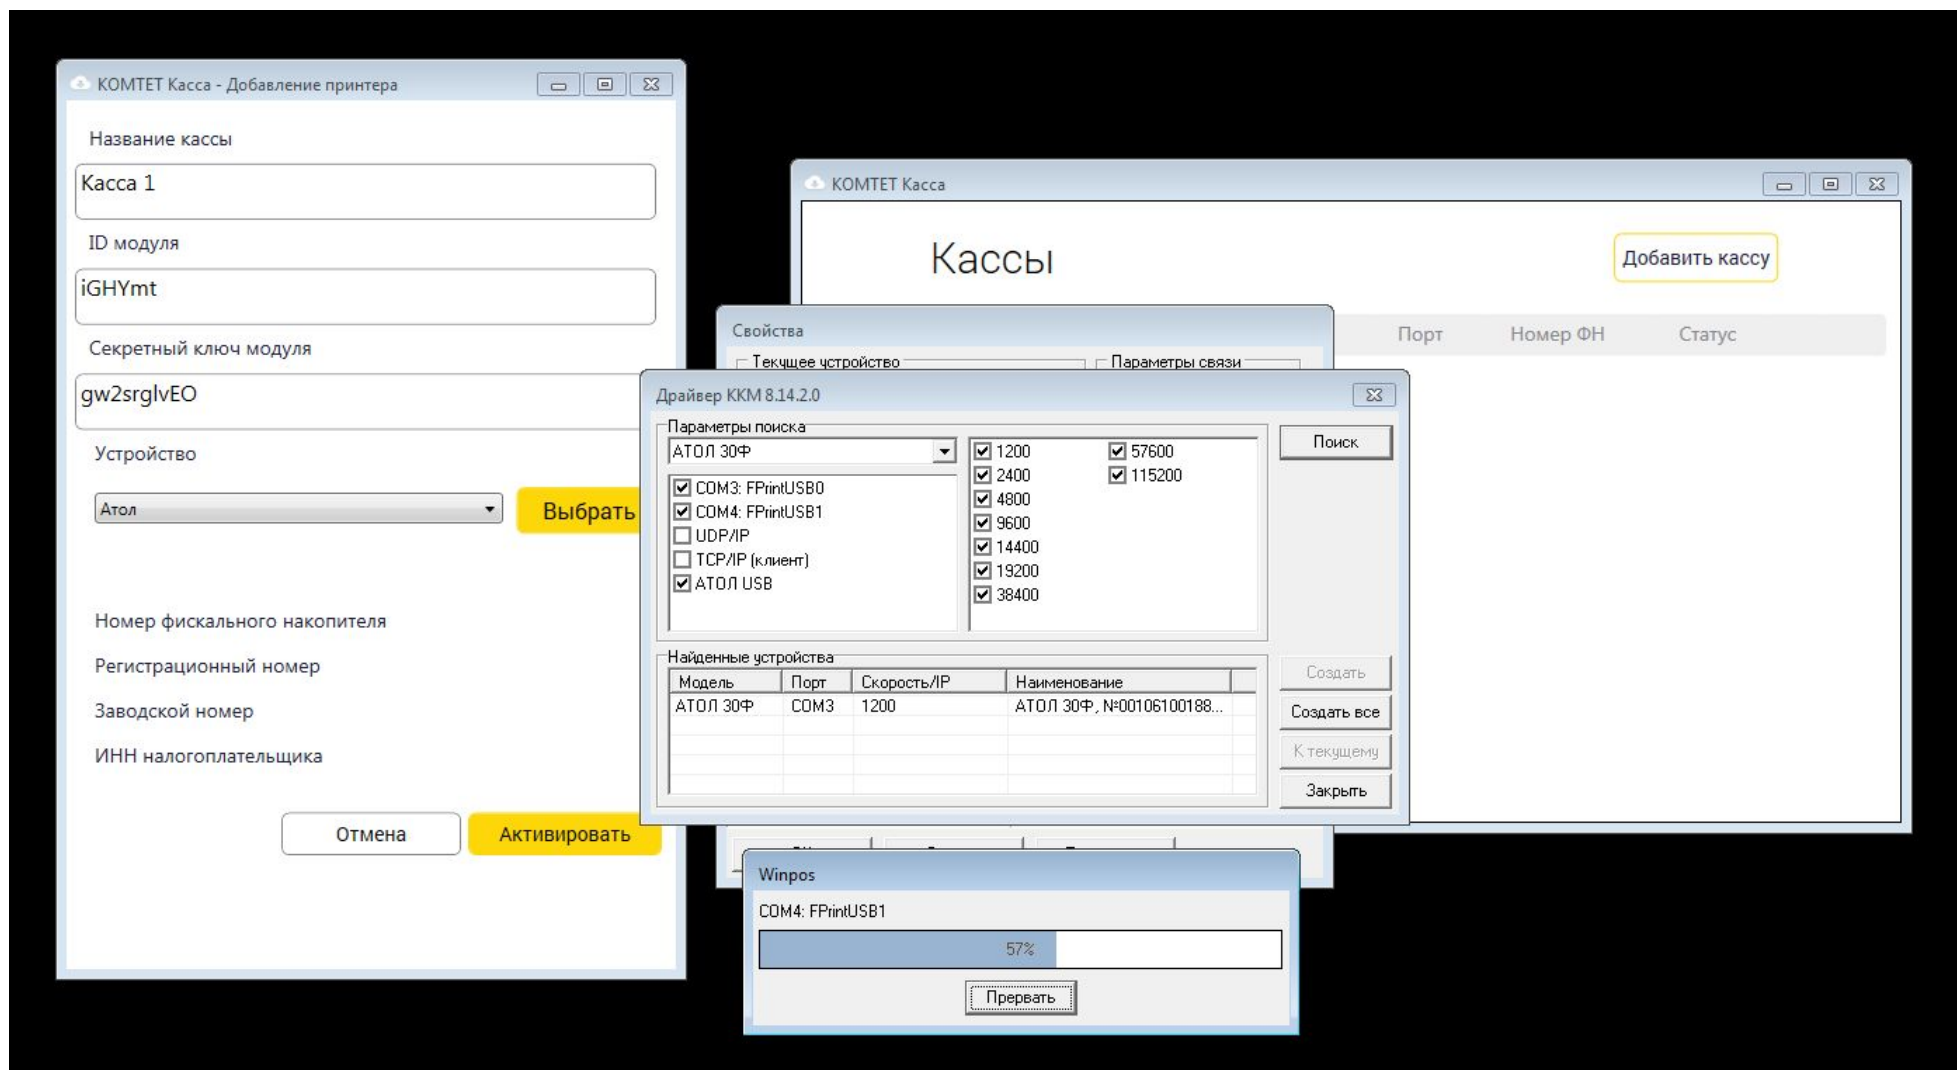 КОМТЕТ Касса - Добавление принтера
Название кассы
Касса 1
ID модуля
iGHYmt
Секретный ключ модуля
gw2srglvEO
Устройство
Атол
Выбрать
Номер фискального накопителя
Регистрационный номер
Заводской номер
ИНН налогоплательщика
Отмена
Активировать
КОМТЕТ Касса
Кассы
Добавить кассу
Порт
Номер ФН
Статус
Свойства
Текущее устройство
Параметры связи
Драйвер ККМ 8.14.2.0
Параметры поиска
АТОЛ 30Ф
COM3: FPrintUSB0
COM4: FPrintUSB1
UDP/IP
TCP/IP (клиент)
АТОЛ USB
1200
2400
4800
9600
14400
19200
38400
57600
115200
Поиск
Найденные устройства
Модель Порт Скорость/IP Наименование
АТОЛ 30Ф COM3 1200 АТОЛ 30Ф, №00106100188...
Создать
Создать все
К текущему
Закрыть
Winpos
COM4: FPrintUSB1
57%
Прервать